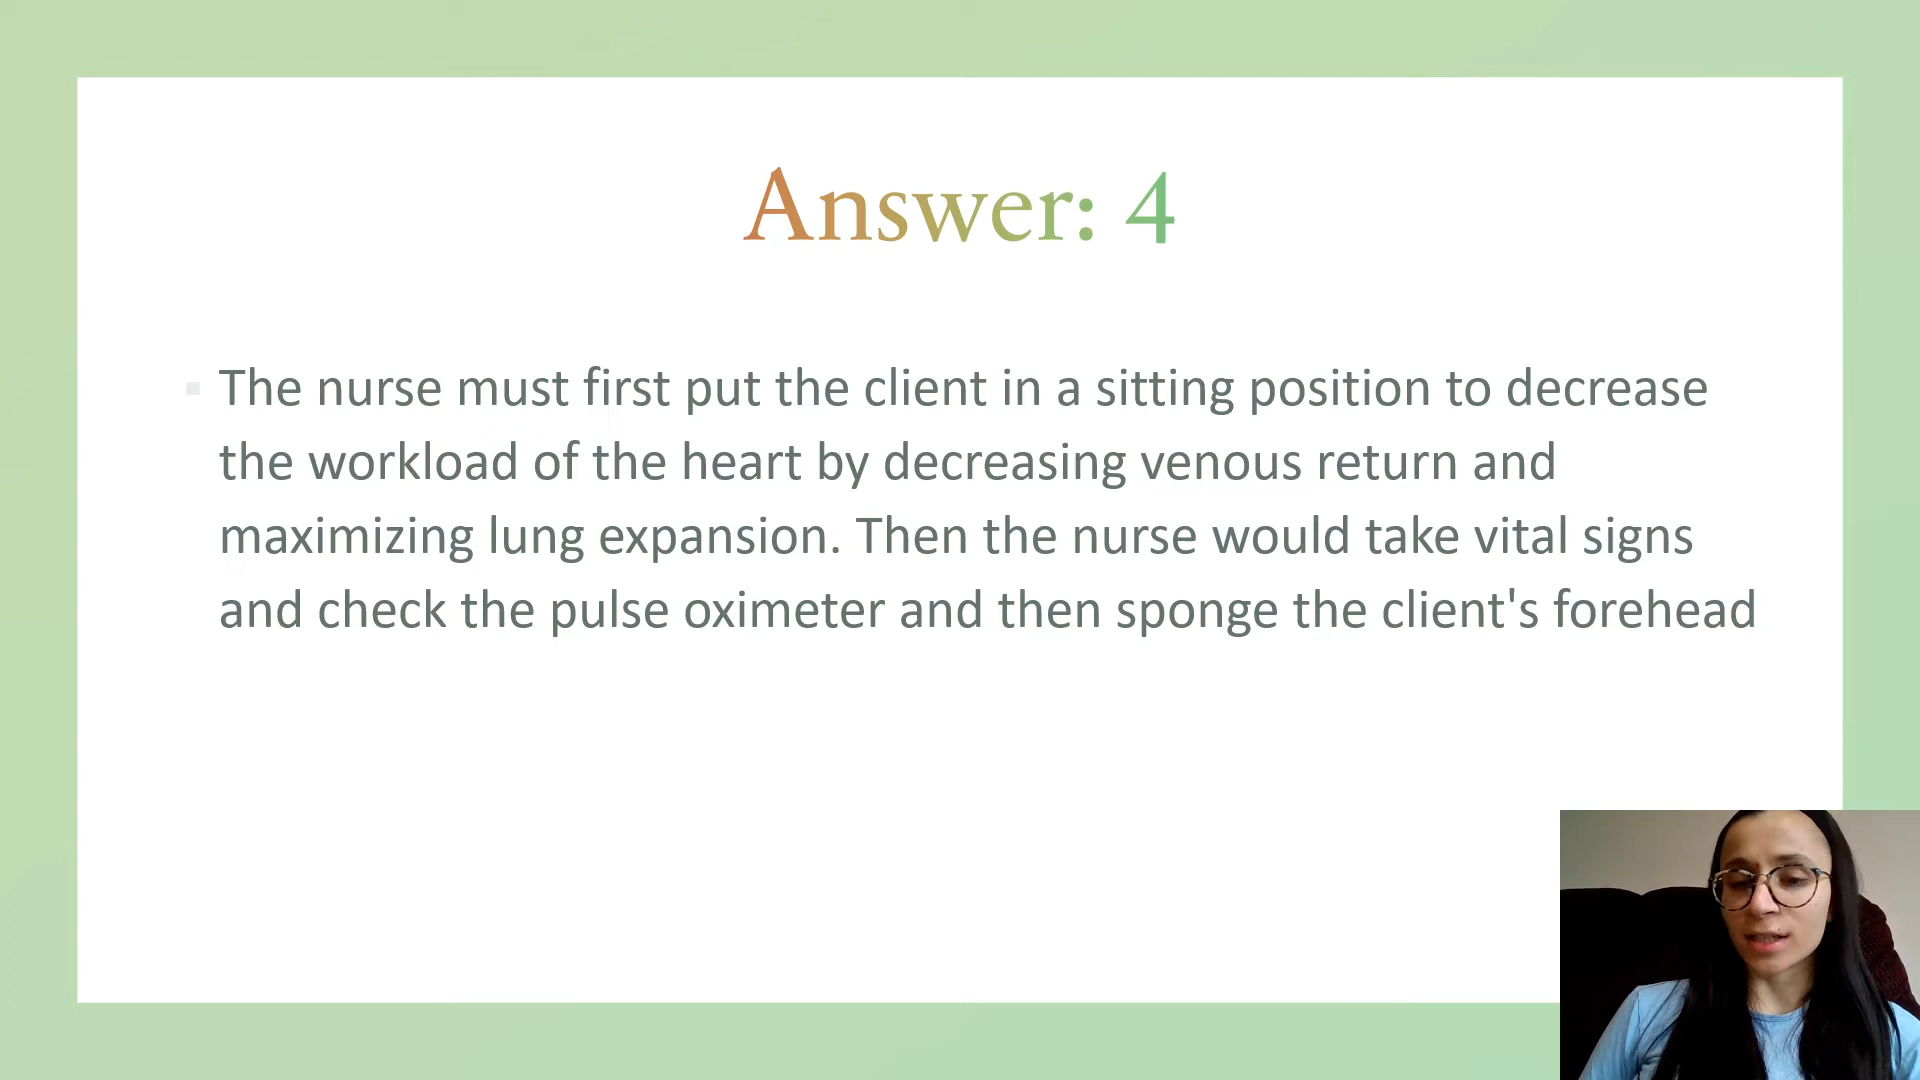 Answer: 4
The nurse must first put the client in a sitting position to decrease
the workload of the heart by decreasing venous return and
maximizing lung expansion. Then the nurse would take vital signs
and check the pulse oximeter and then sponge the client's forehead